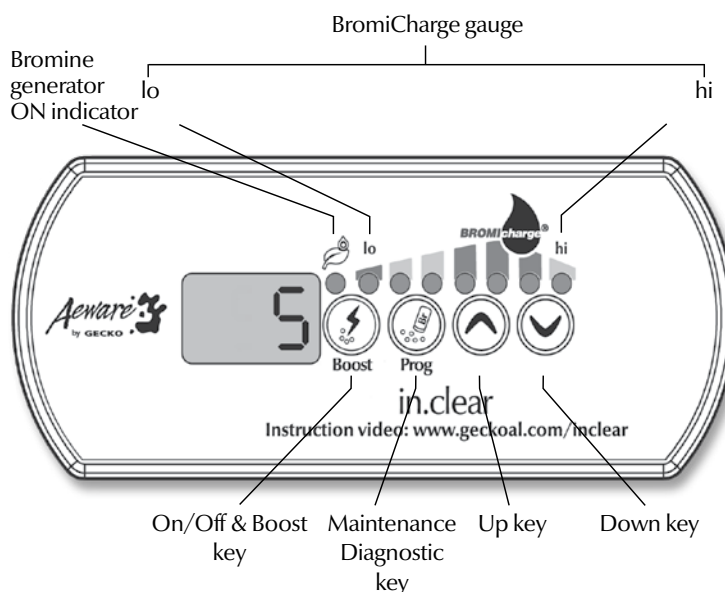 BromiCharge gauge
Bromine
generator
ON indicator
lo
hi
lo
BROMIcharge®
hi
Aeware
by GECKO
5
Br
Boost
Prog
in.clear
Instruction video: www.geckoal.com/inclear
On/Off & Boost
key
Maintenance
Diagnostic
key
Up key
Down key